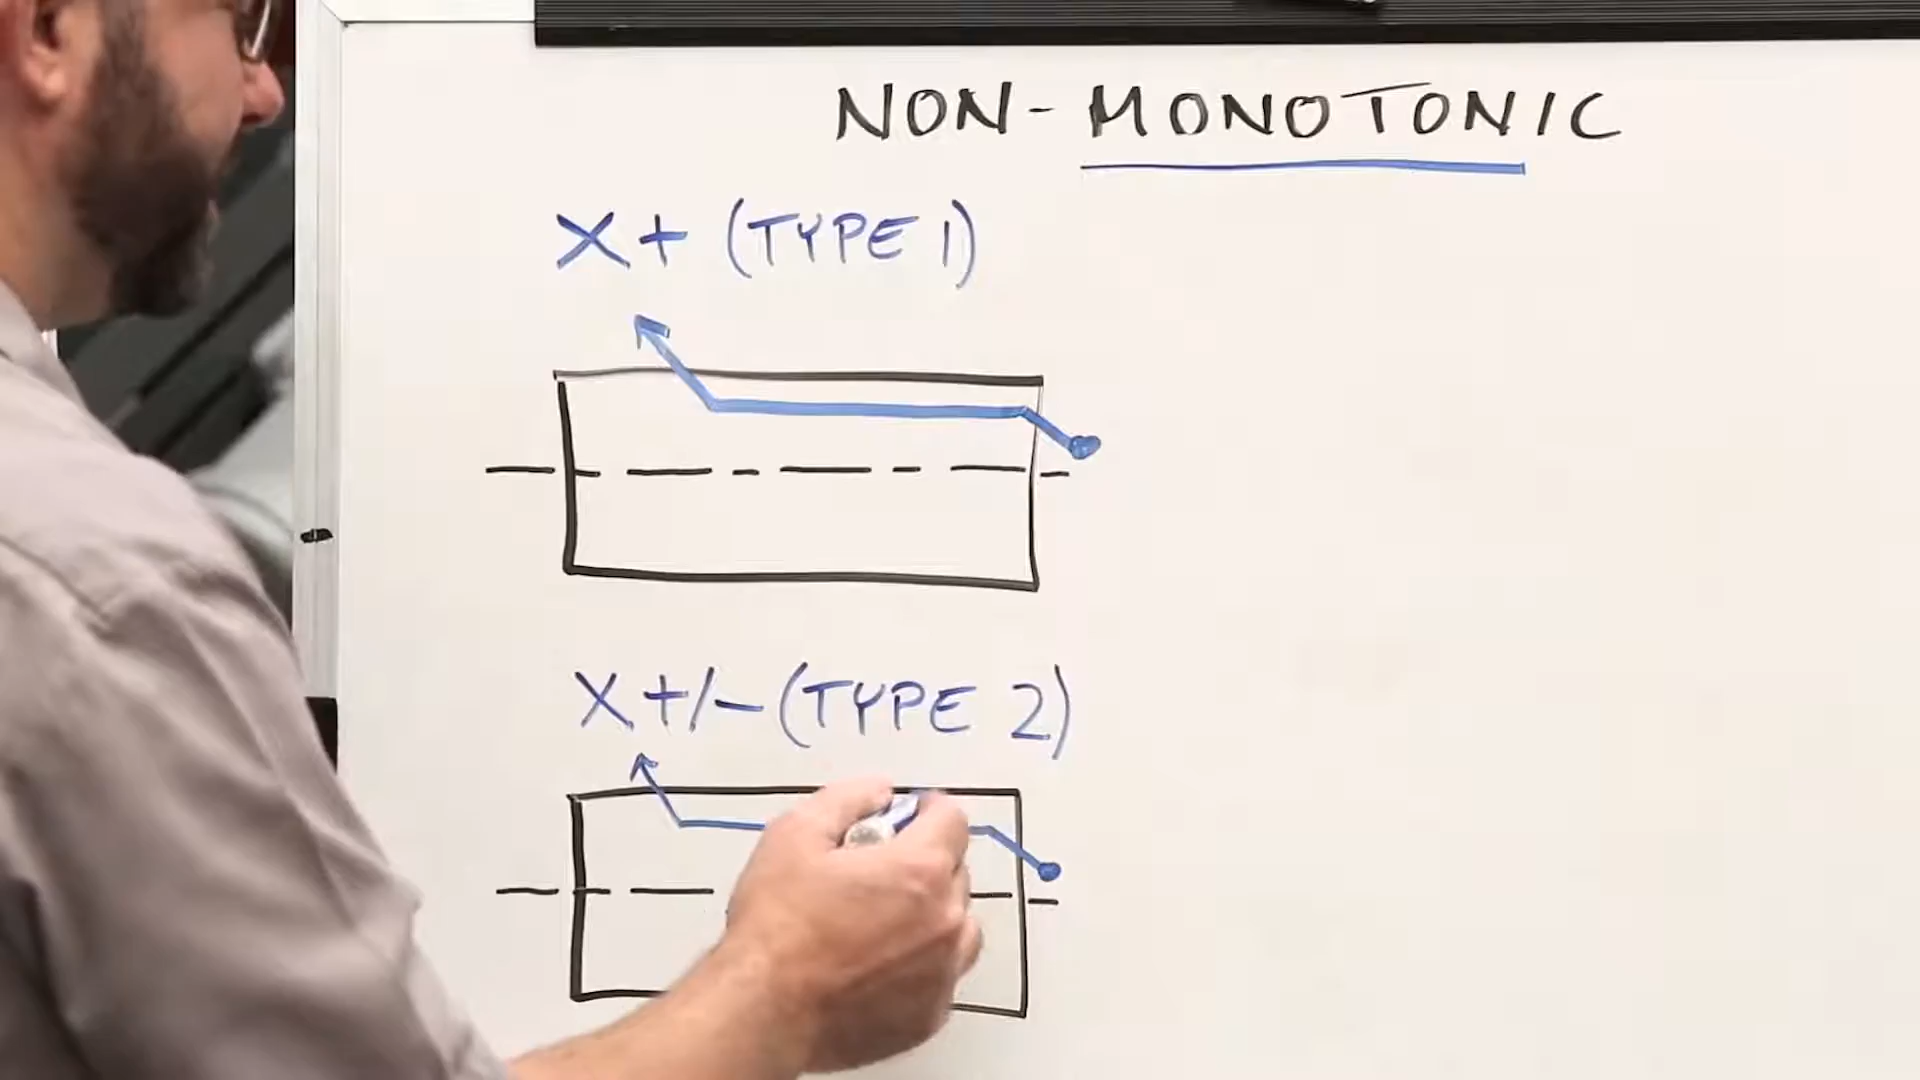 NON-MONOTONIC
X+ (TYPE 1)
X+/- (TYPE 2)